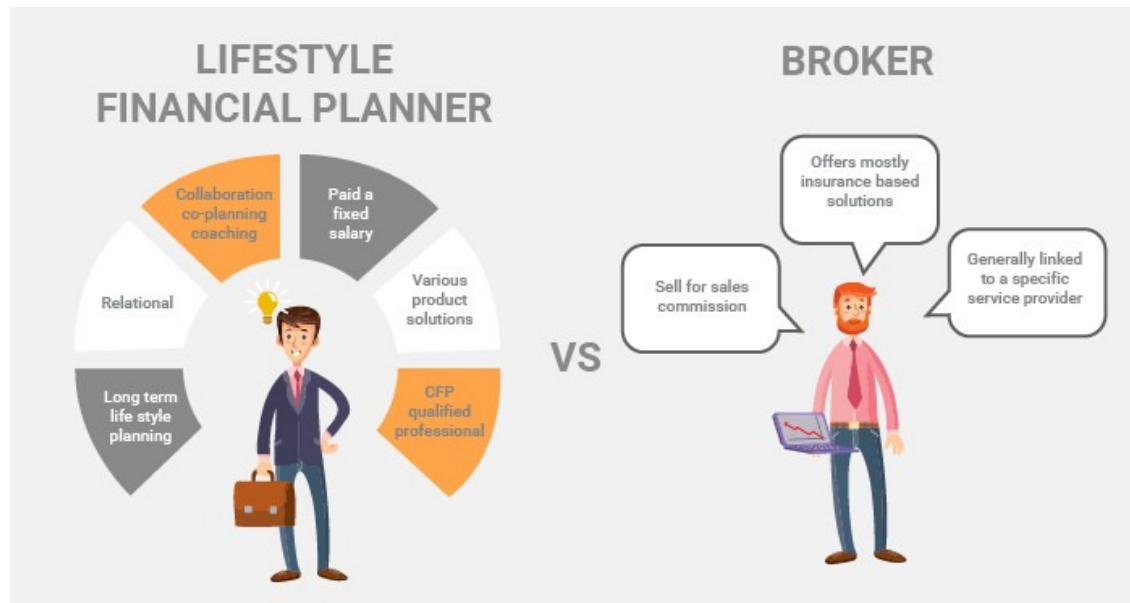 LIFESTYLE
FINANCIAL PLANNER
Long term
life style
planning
Relational
Collaboration
co-planning
coaching
Paid a
fixed
salary
Various
product
solutions
CFP
qualified
professional
VS
BROKER
Sell for sales
commission
Offers mostly
insurance based
solutions
Generally linked
to a specific
service provider